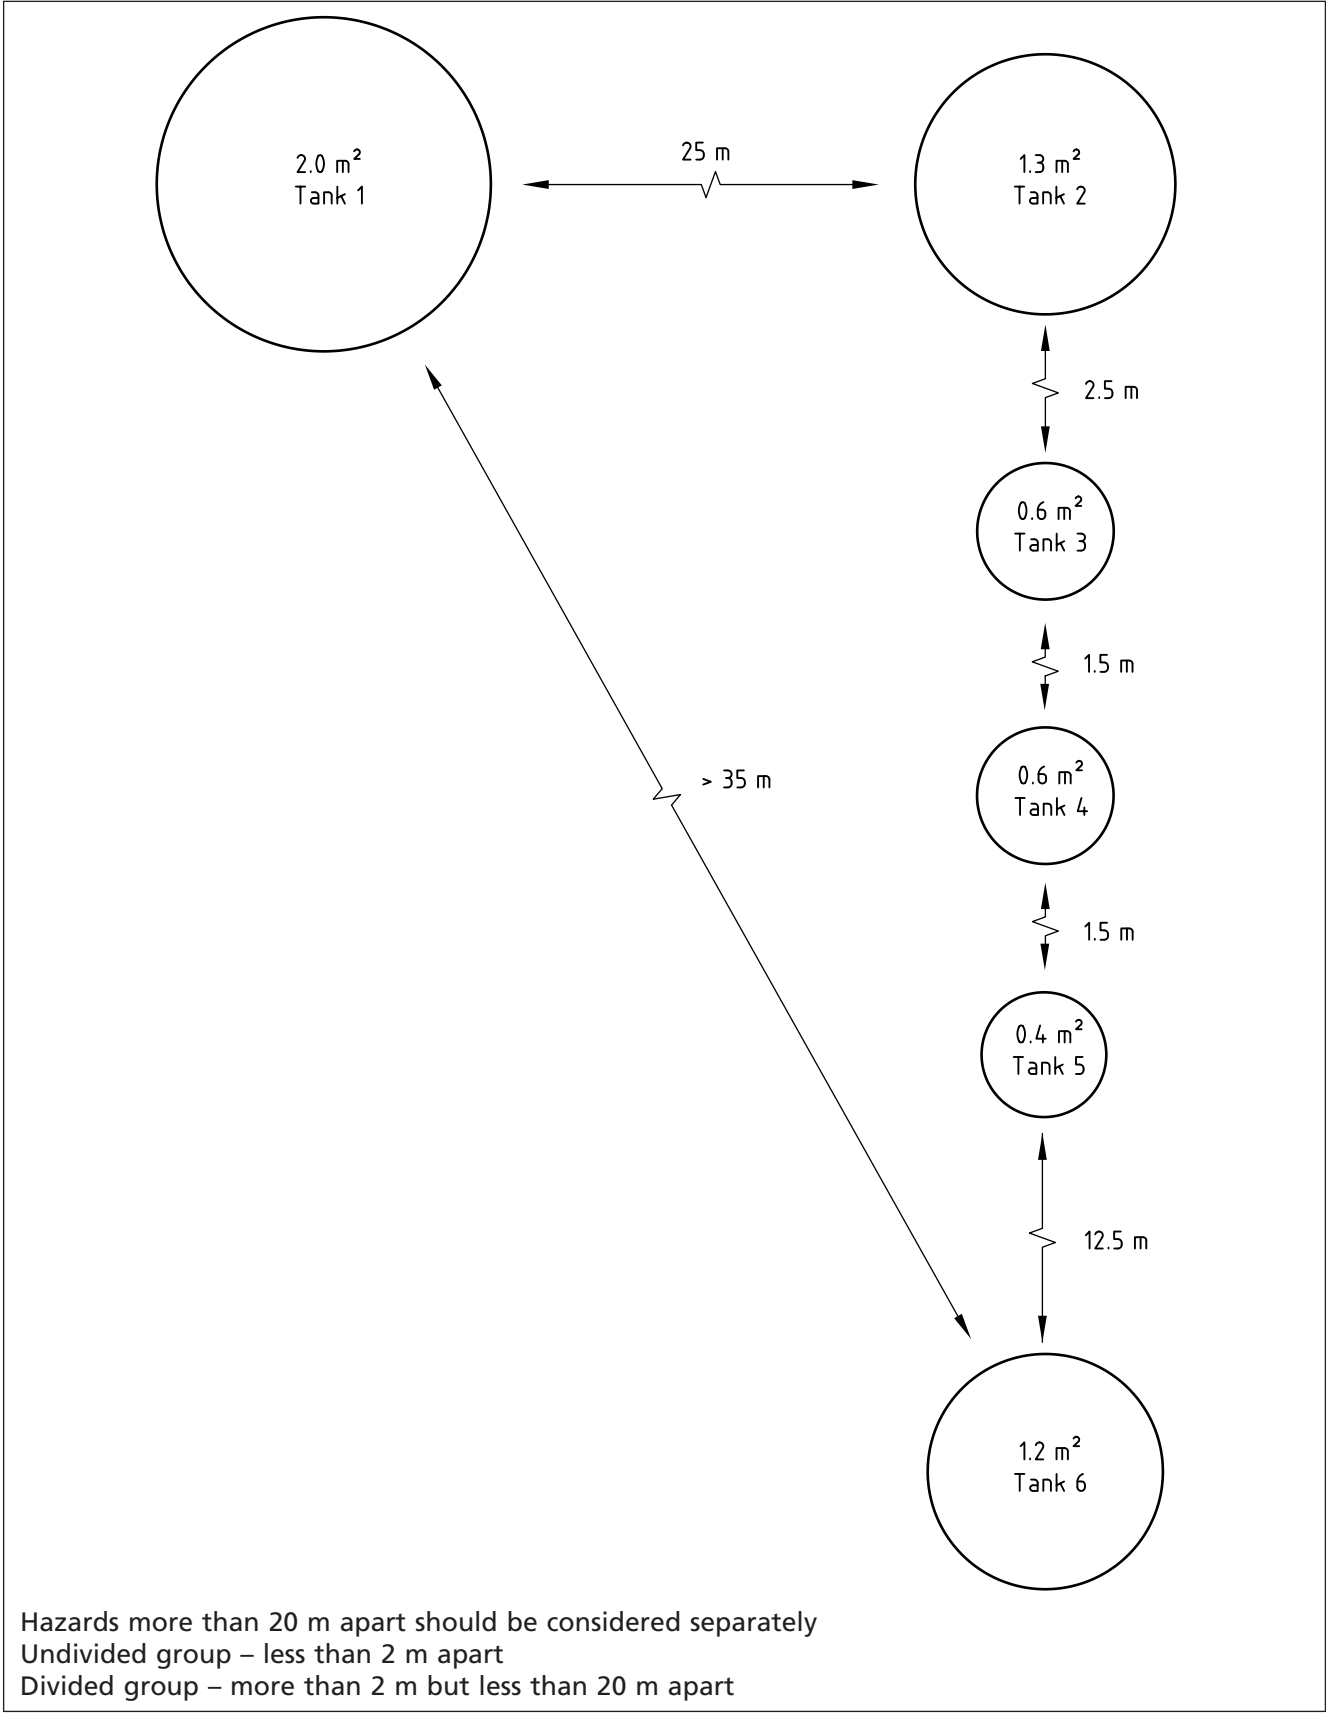 2.0 m²
Tank 1
25 m
1.3 m²
Tank 2
2.5 m
0.6 m²
Tank 3
1.5 m
> 35 m
0.6 m²
Tank 4
1.5 m
0.4 m²
Tank 5
12.5 m
1.2 m²
Tank 6
Hazards more than 20 m apart should be considered separately
Undivided group – less than 2 m apart
Divided group – more than 2 m but less than 20 m apart